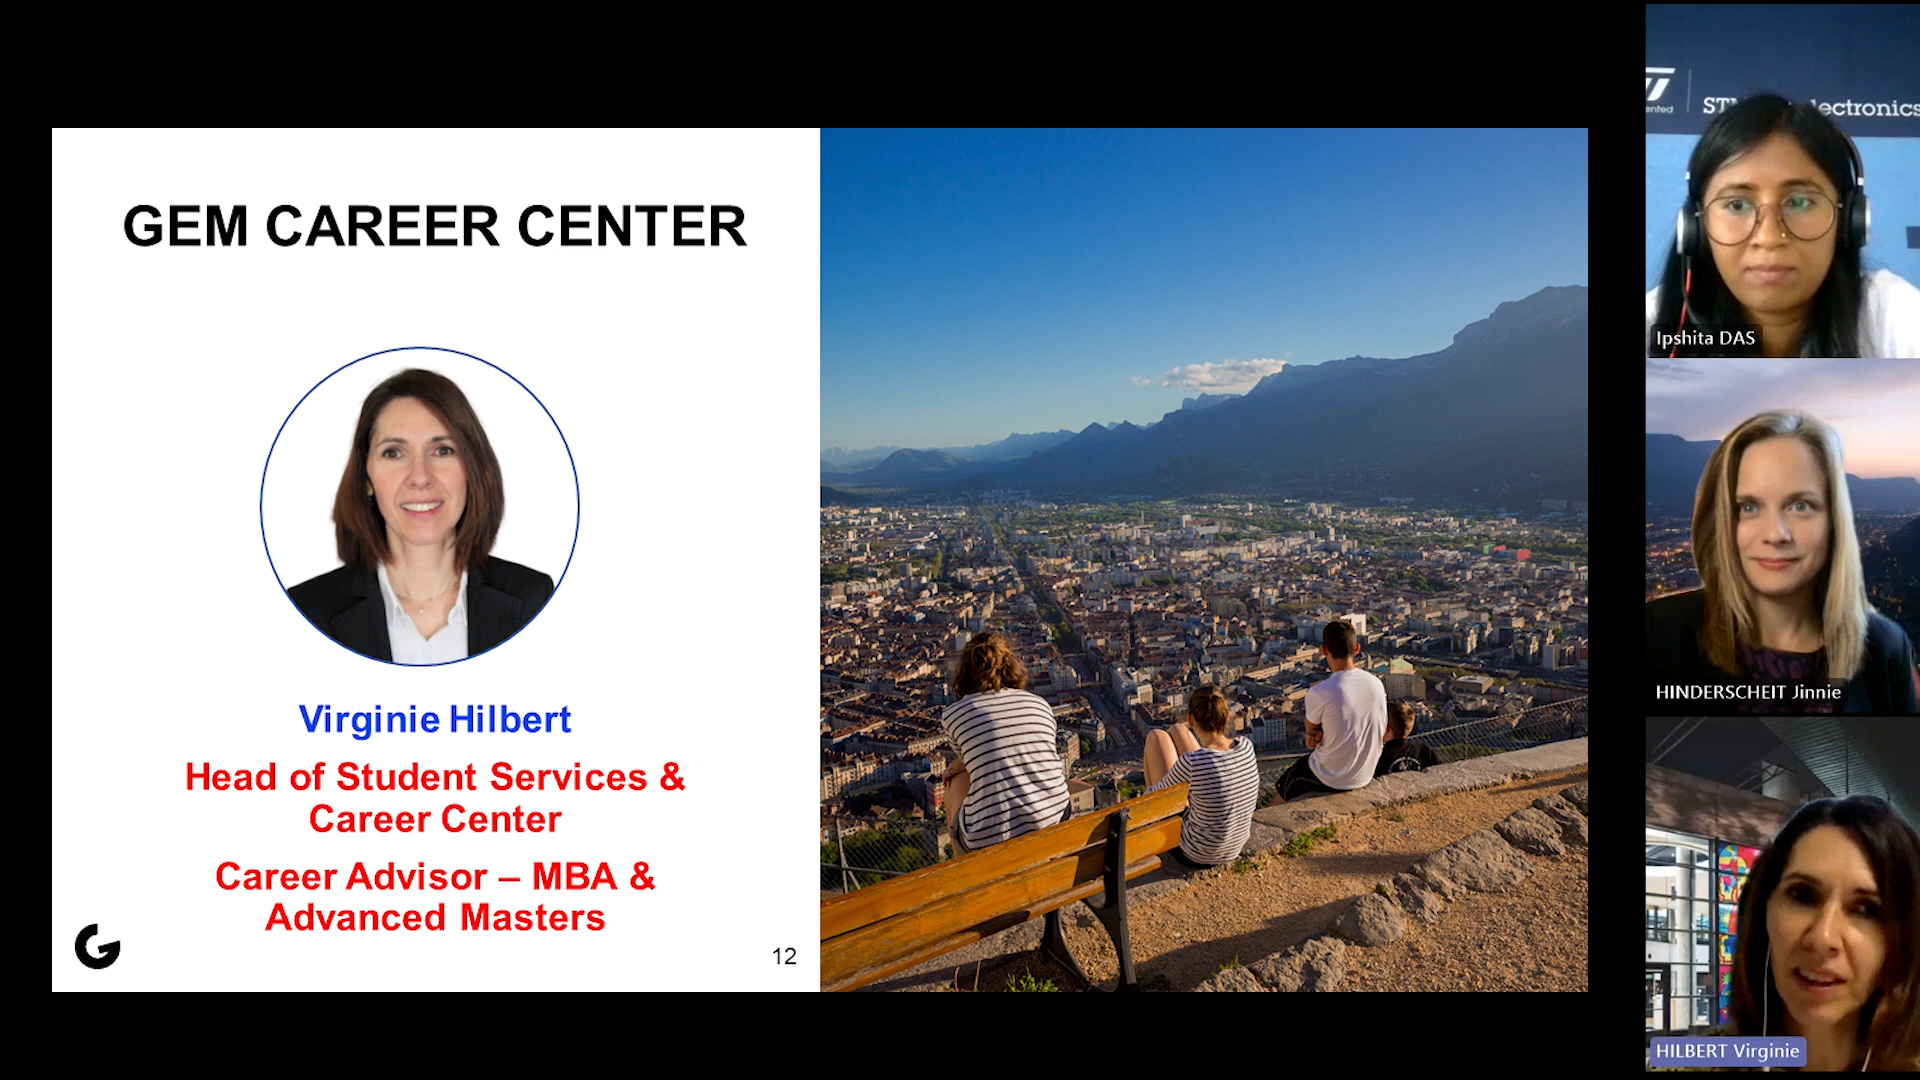 GEM CAREER CENTER
Virginie Hilbert
Head of Student Services &
Career Center
Career Advisor – MBA &
Advanced Masters
12
Ipshita DAS
HINDERSCHEIT Jinnie
HILBERT Virginie